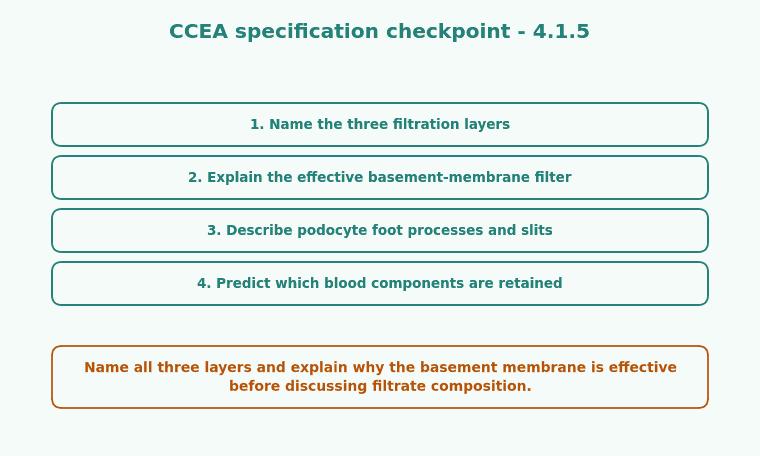 CCEA specification checkpoint - 4.1.5
1. Name the three filtration layers
2. Explain the effective basement-membrane filter
3. Describe podocyte foot processes and slits
4. Predict which blood components are retained
Name all three layers and explain why the basement membrane is effective
before discussing filtrate composition.